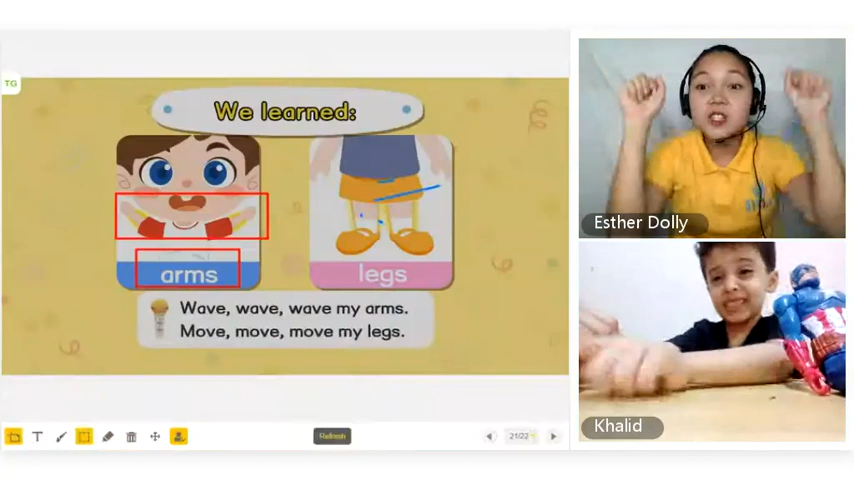 TG
We learned:
arms
legs
Wave, wave, wave my arms.
Move, move, move my legs.
Esther Dolly
Khalid
T
Refresh
21/22